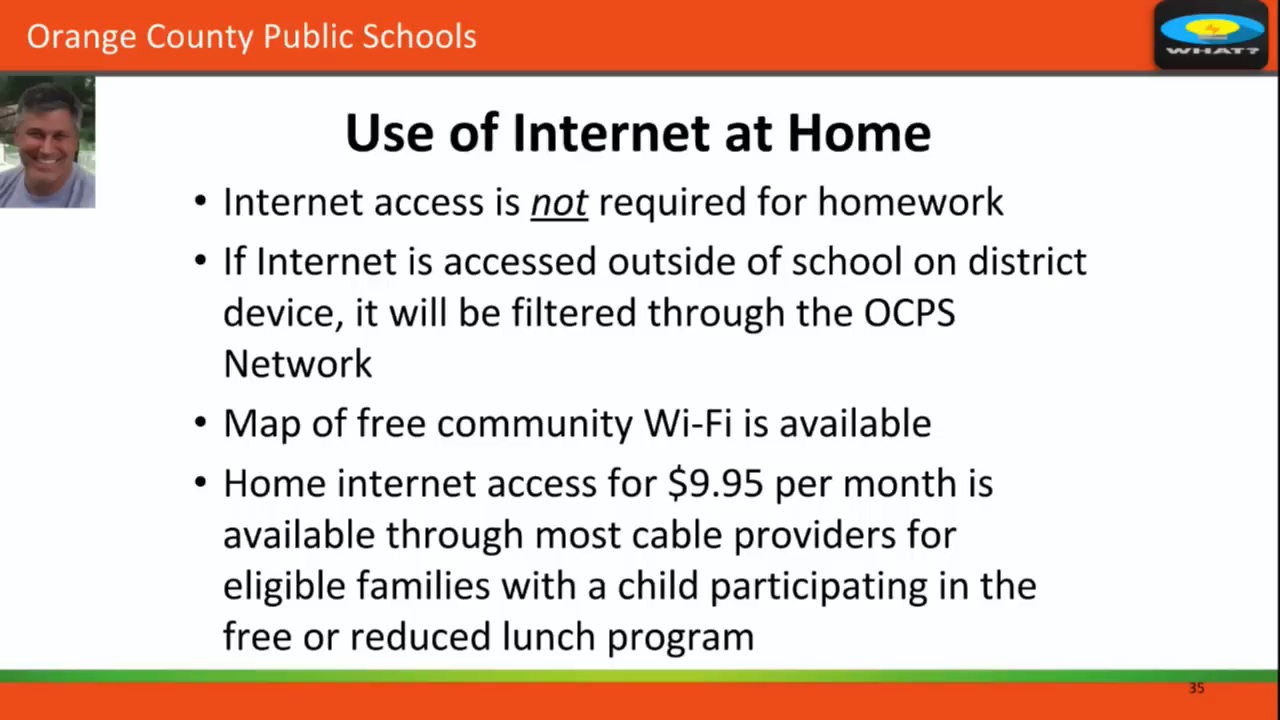 Orange County Public Schools
WHAT?
Use of Internet at Home
• Internet access is not required for homework
• If Internet is accessed outside of school on district
device, it will be filtered through the OCPS
Network
• Map of free community Wi-Fi is available
• Home internet access for $9.95 per month is
available through most cable providers for
eligible families with a child participating in the
free or reduced lunch program
35